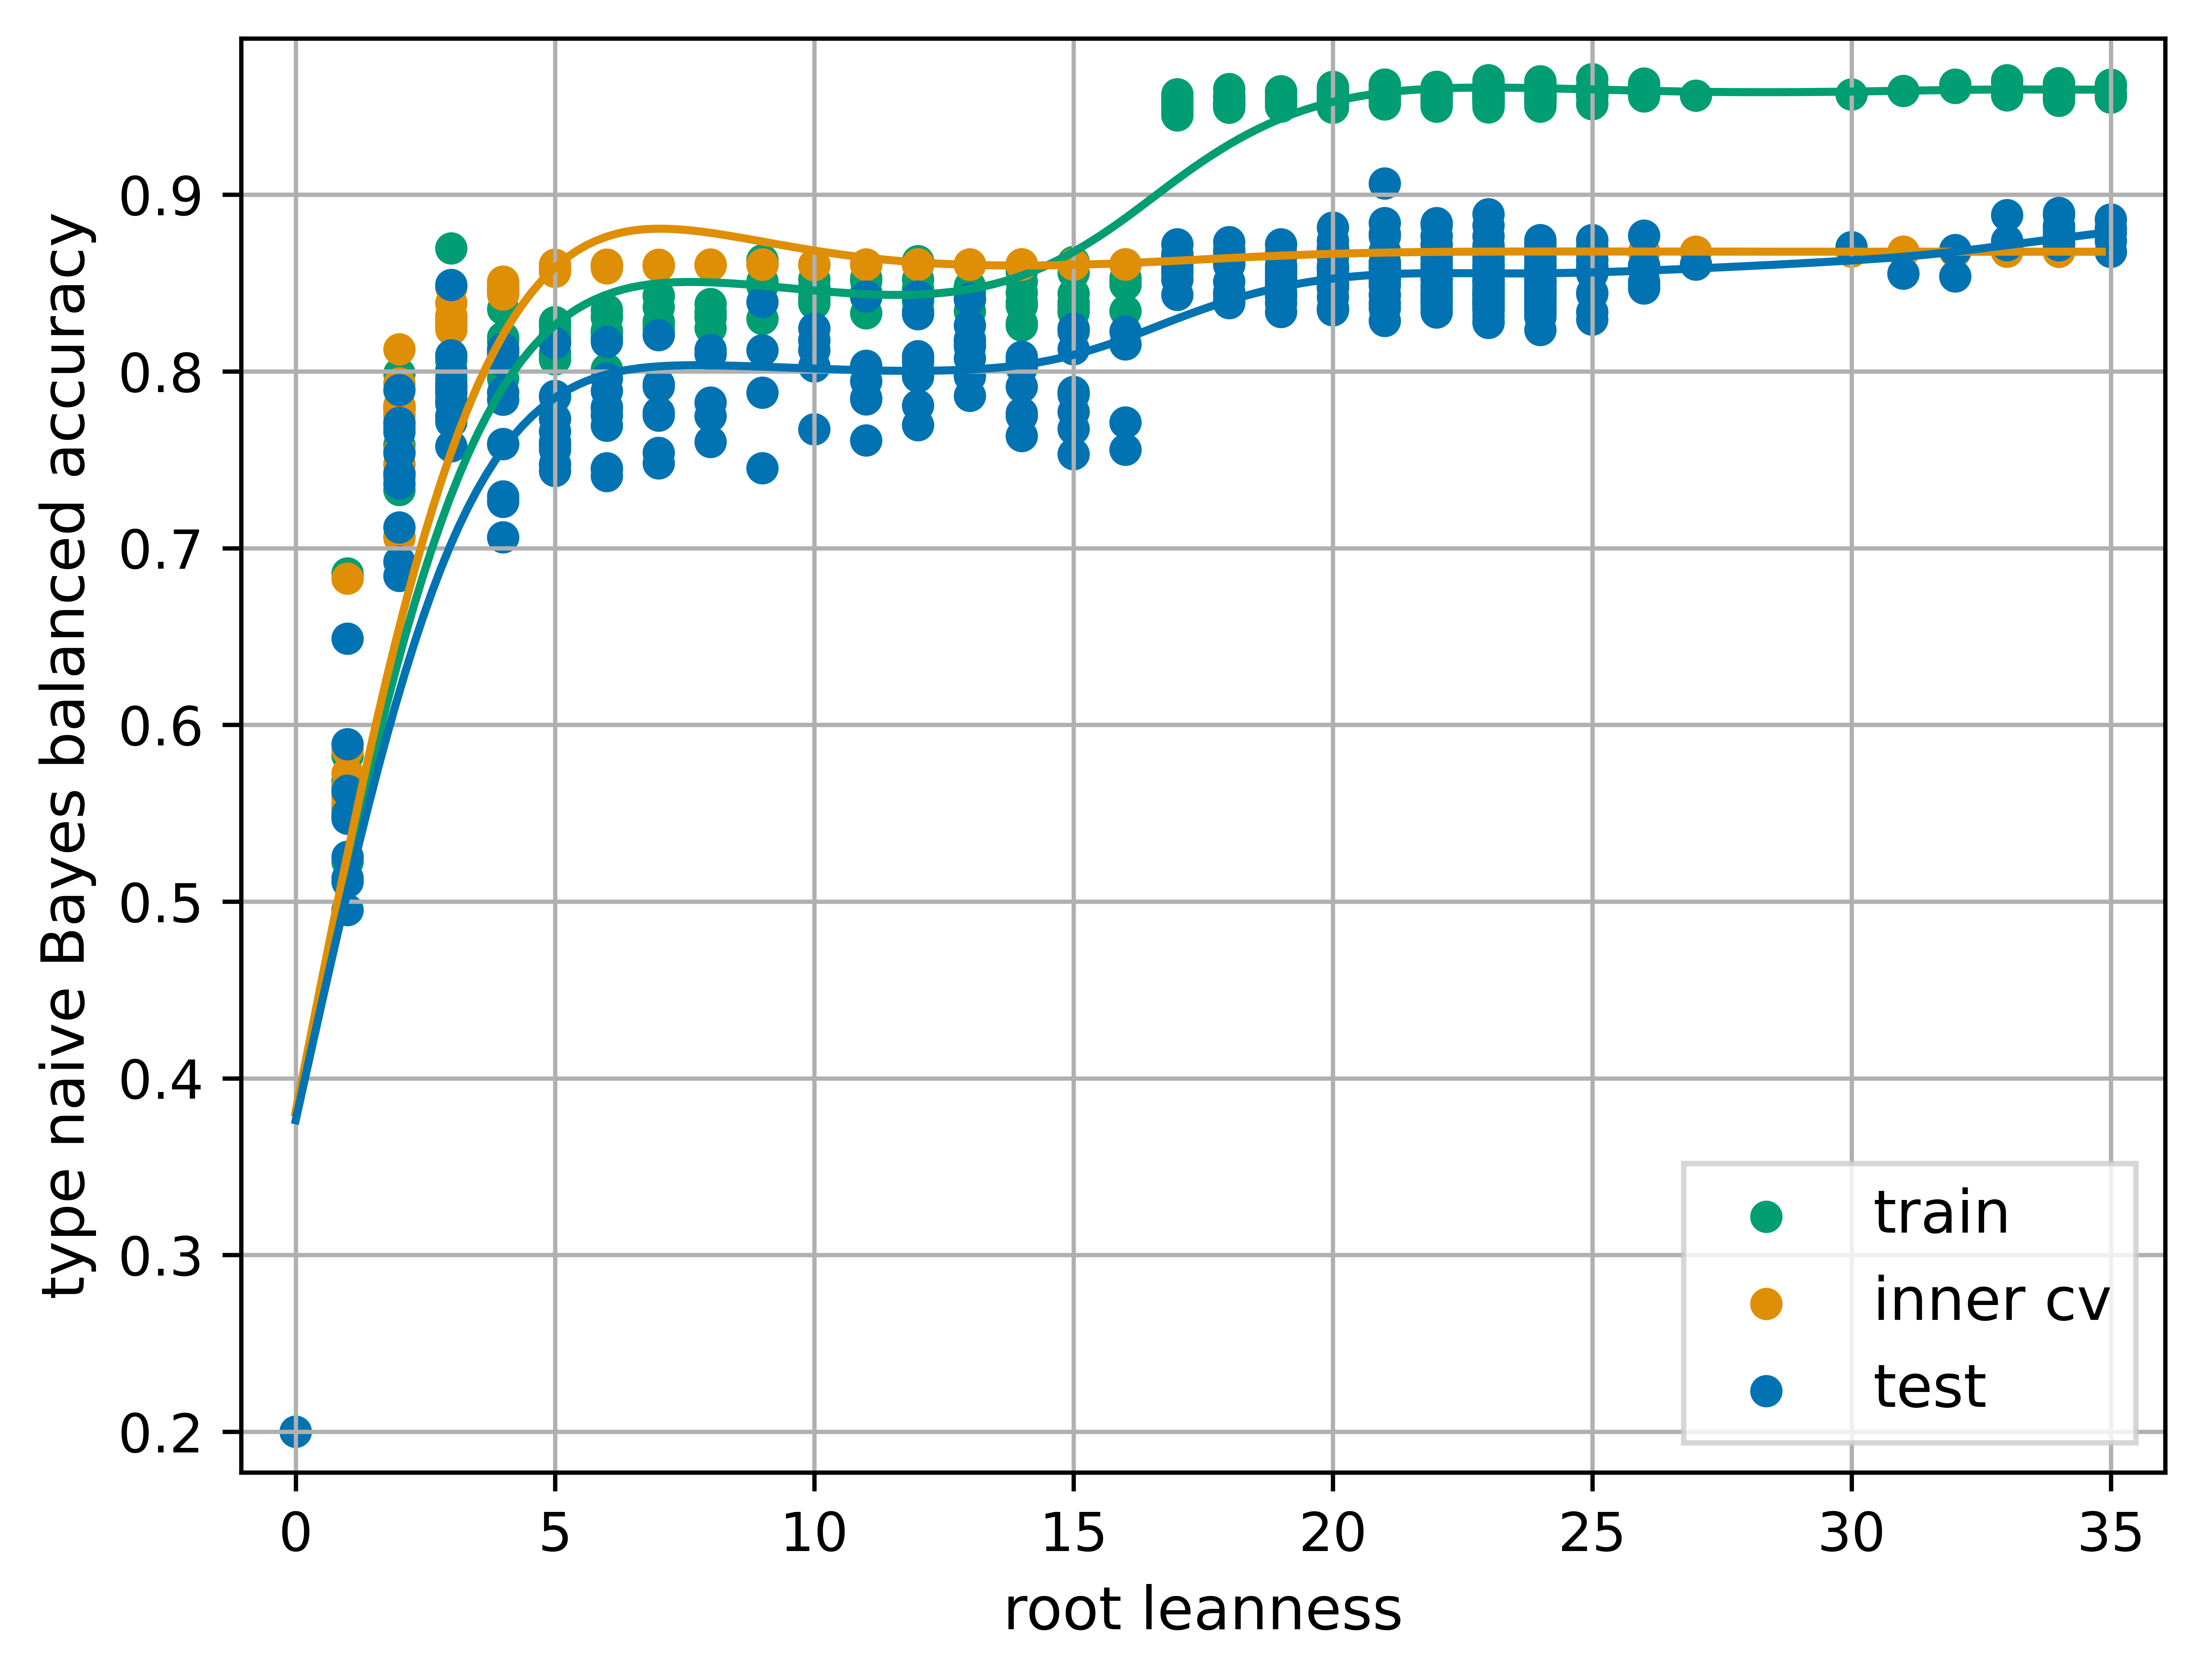 type naive Bayes balanced accuracy
0.9
0.8
0.7
0.6
0.5
0.4
0.3
0.2
train
inner cv
test
0 5 10 15 20 25 30 35
root leanness